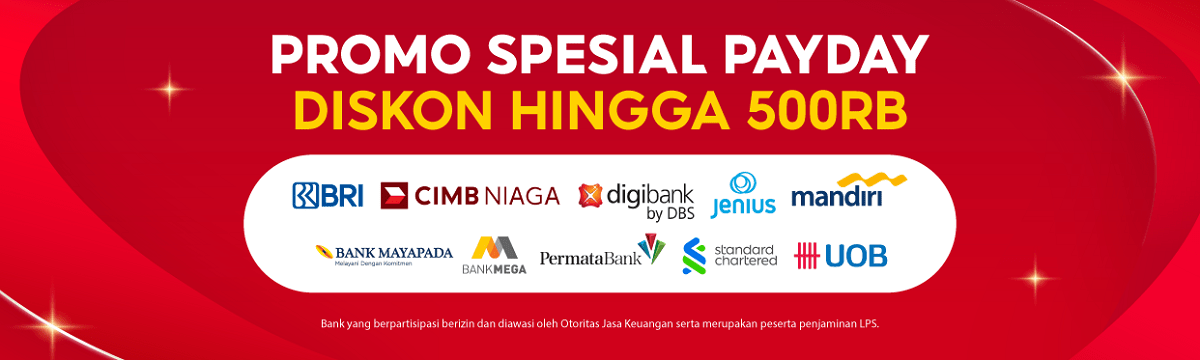 PROMO SPESIAL PAYDAY
DISKON HINGGA 500RB
BRI CIMB NIAGA digibank by DBS jenius mandiri
BANK MAYAPADA Melayani Dengan Komitmen BANK MEGA PermataBank standard chartered UOB
Bank yang berpartisipasi berizin dan diawasi oleh Otoritas Jasa Keuangan serta merupakan peserta penjaminan LPS.